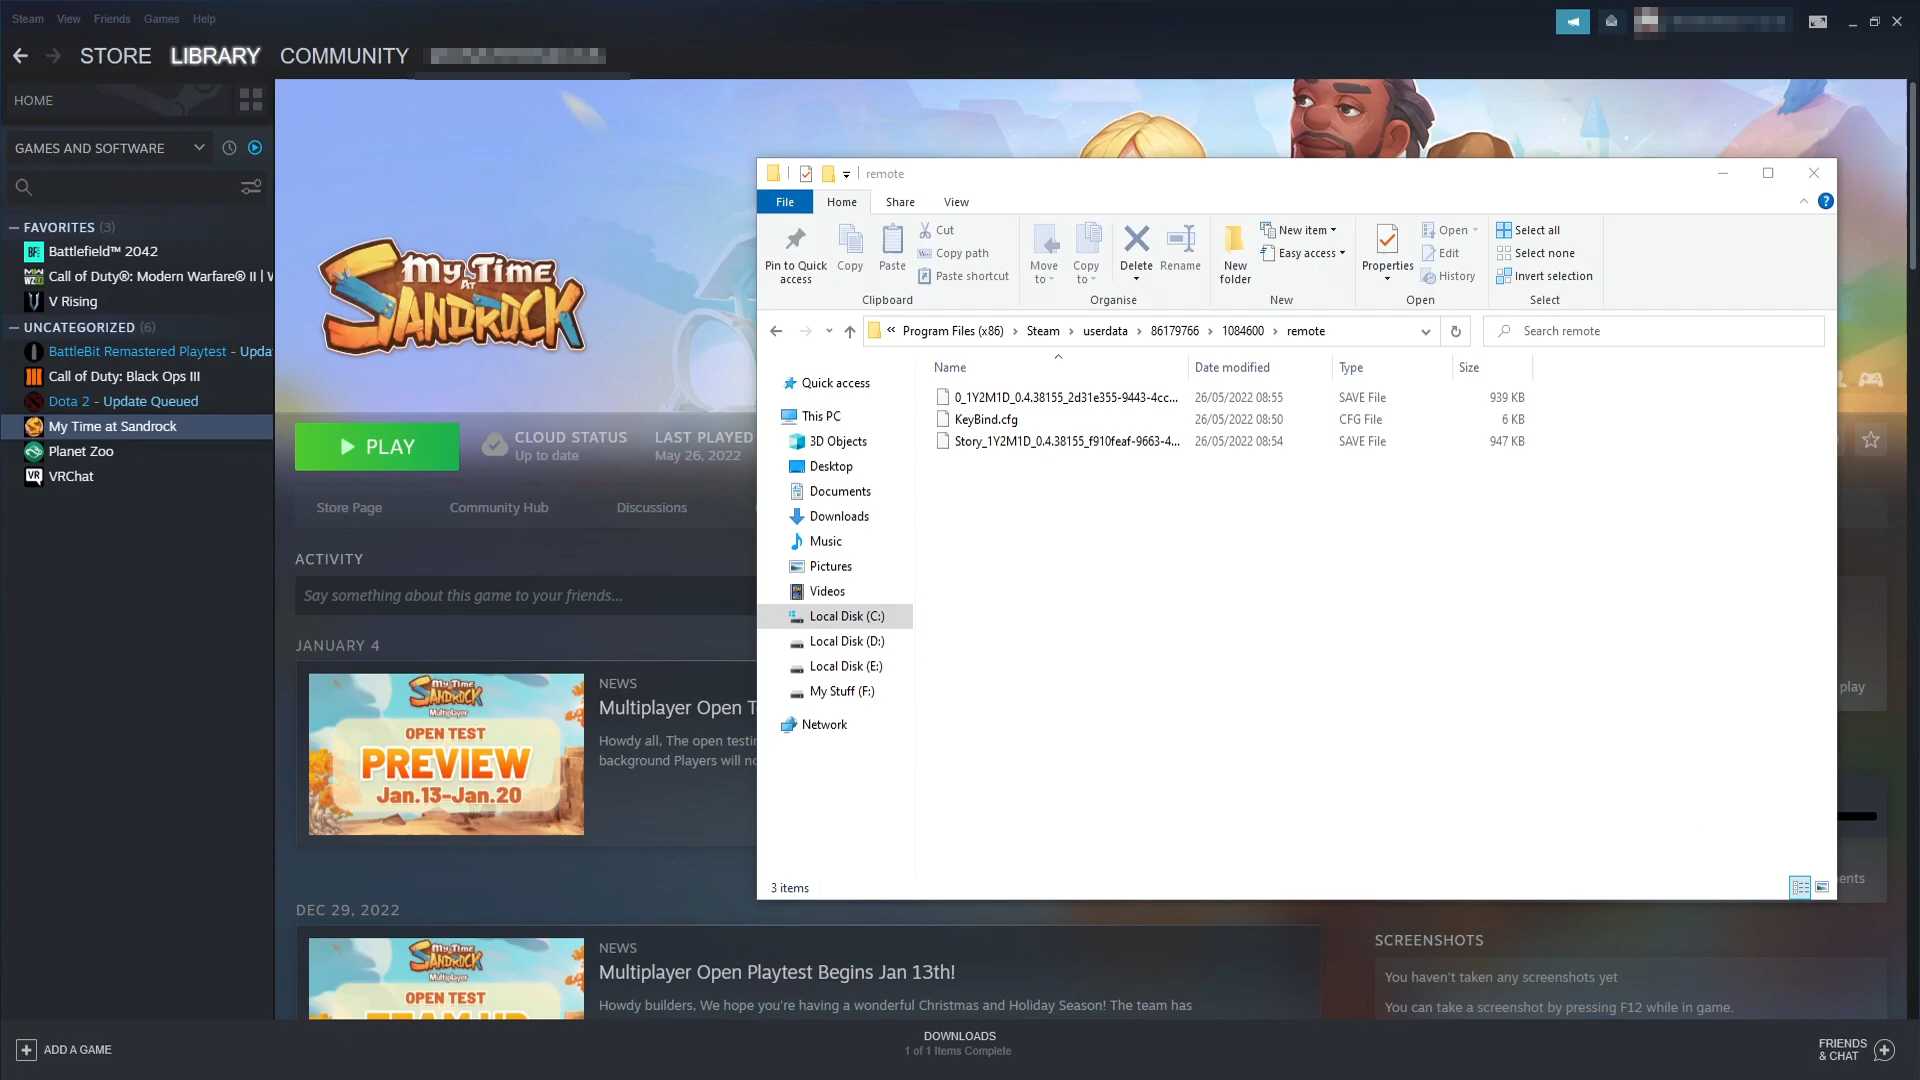 Steam View Friends Games Help
STORE LIBRARY COMMUNITY
HOME
GAMES AND SOFTWARE
FAVORITES (3)
Battlefield™ 2042
Call of Duty®: Modern Warfare® II | W
V Rising
UNCATEGORIZED (6)
BattleBit Remastered Playtest - Upda
Call of Duty: Black Ops III
Dota 2 - Update Queued
My Time at Sandrock
Planet Zoo
VRChat
My Time
AT
SANDROCK
PLAY
CLOUD STATUS
Up to date
LAST PLAYED
May 26, 2022
Store Page Community Hub Discussions
ACTIVITY
Say something about this game to your friends...
JANUARY 4
My Time
SANDROCK
Multiplayer
OPEN TEST
PREVIEW
Jan.13-Jan.20
NEWS
Multiplayer Open T
Howdy all, The open testin
background Players will no
DEC 29, 2022
My Time
SANDROCK
Multiplayer
OPEN TEST
TEAM UP
NEWS
Multiplayer Open Playtest Begins Jan 13th!
Howdy builders, We hope you're having a wonderful Christmas and Holiday Season! The team has
play
ents
SCREENSHOTS
You haven't taken any screenshots yet
You can take a screenshot by pressing F12 while in game.
ADD A GAME
DOWNLOADS
1 of 1 Items Complete
FRIENDS
& CHAT
remote
File Home Share View
Pin to Quick
access
Copy
Paste
Cut
Copy path
Paste shortcut
Clipboard
Move
to
Copy
to
Delete
Rename
Organise
New
folder
New item
Easy access
New
Properties
Open
Edit
History
Open
Select all
Select none
Invert selection
Select
« Program Files (x86) > Steam > userdata > 86179766 > 1084600 > remote
Search remote
Name Date modified Type Size
0_1Y2M1D_0.4.38155_2d31e355-9443-4cc... 26/05/2022 08:55 SAVE File 939 KB
KeyBind.cfg 26/05/2022 08:50 CFG File 6 KB
Story_1Y2M1D_0.4.38155_f910feaf-9663-4... 26/05/2022 08:54 SAVE File 947 KB
Quick access
This PC
3D Objects
Desktop
Documents
Downloads
Music
Pictures
Videos
Local Disk (C:)
Local Disk (D:)
Local Disk (E:)
My Stuff (F:)
Network
3 items